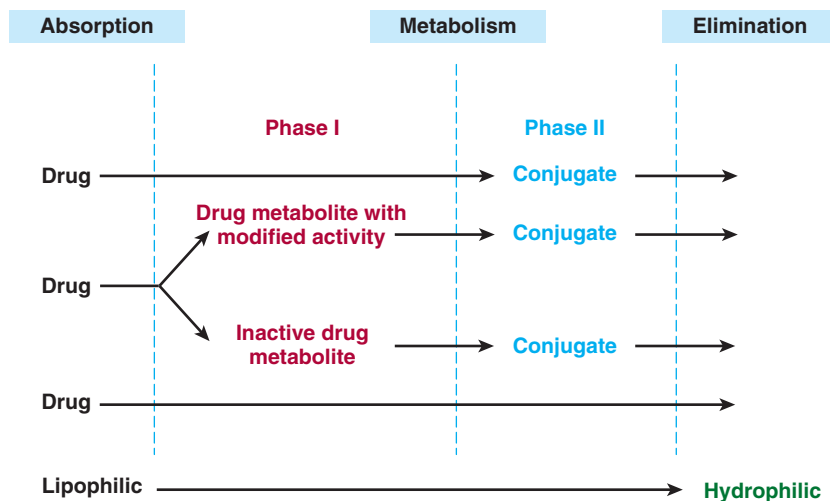 Absorption
Metabolism
Elimination
Phase I
Phase II
Drug
Conjugate
Drug metabolite with
modified activity
Conjugate
Drug
Inactive drug
metabolite
Conjugate
Drug
Lipophilic
Hydrophilic